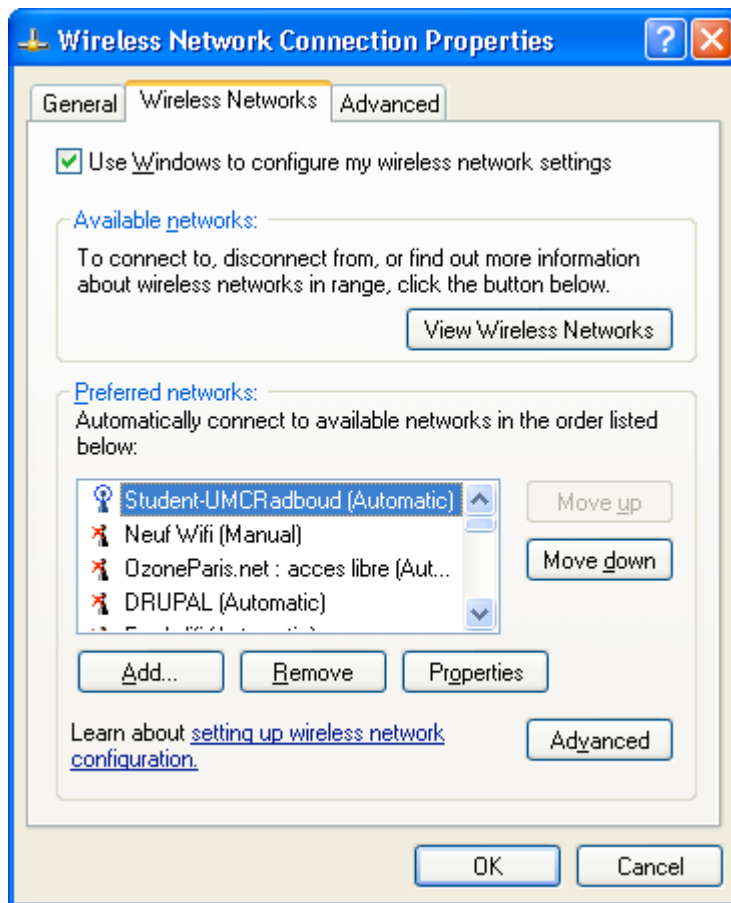 Wireless Network Connection Properties
General Wireless Networks Advanced
Use Windows to configure my wireless network settings
Available networks:
To connect to, disconnect from, or find out more information
about wireless networks in range, click the button below.
View Wireless Networks
Preferred networks:
Automatically connect to available networks in the order listed
below:
Student-UMCRadboud (Automatic)
Move up
Neuf Wifi (Manual)
OzoneParis.net : acces libre (Aut...
Move down
DRUPAL (Automatic)
Add... Remove Properties
Learn about setting up wireless network
configuration.
Advanced
OK Cancel